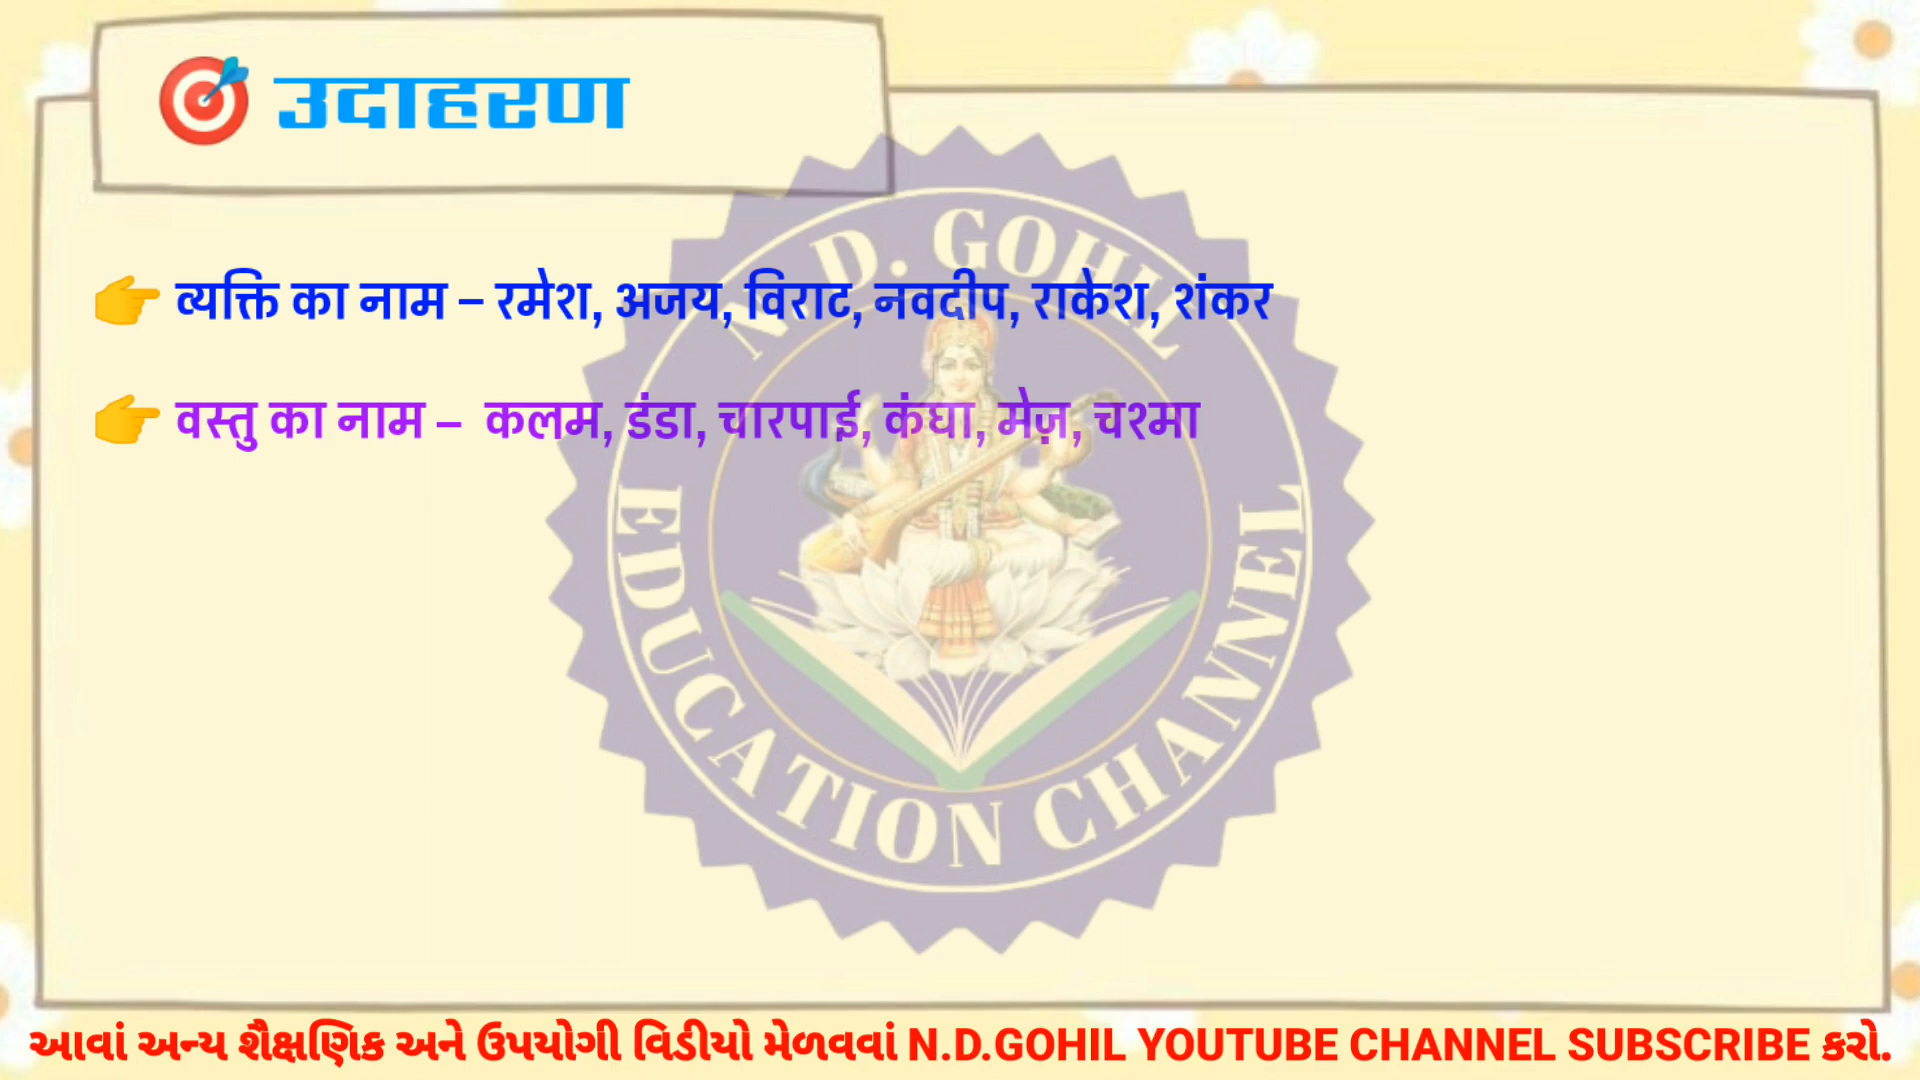 🎯 उदाहरण
👉 व्यक्ति का नाम – रमेश, अजय, विराट, नवदीप, राकेश, शंकर
👉 वस्तु का नाम – कलम, डंडा, चारपाई, कंघा, मेज़, चश्मा
N.D. GOHIL
EDUCATION CHANNEL
આવાં અન્ય શૈક્ષણિક અને ઉપયોગી વિડીયો મેળવવાં N.D.GOHIL YOUTUBE CHANNEL SUBSCRIBE કરો.